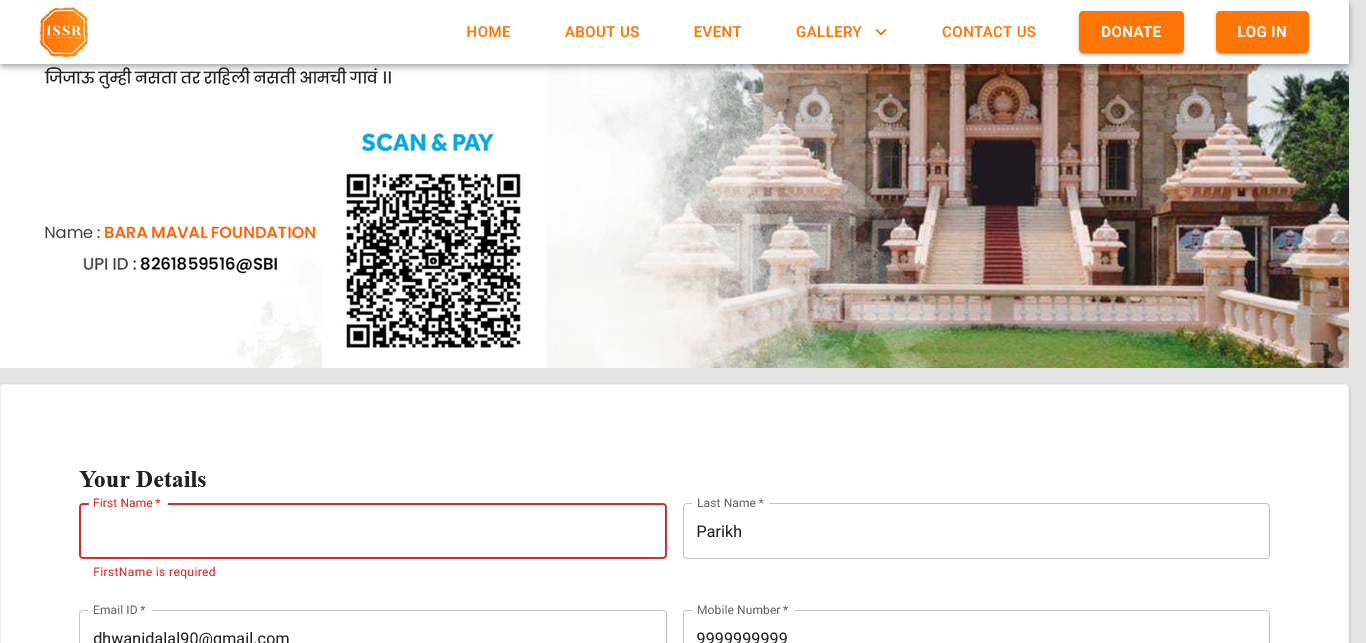 ISSR
HOME ABOUT US EVENT GALLERY CONTACT US DONATE LOG IN
जिजाऊ तुम्ही नसता तर राहिली नसती आमची गावं ॥
SCAN & PAY
Name : BARA MAVAL FOUNDATION
UPI ID : 8261859516@SBI
Your Details
First Name *
FirstName is required
Last Name *
Parikh
Email ID *
dhwanidalal90@gmail.com
Mobile Number *
9999999999